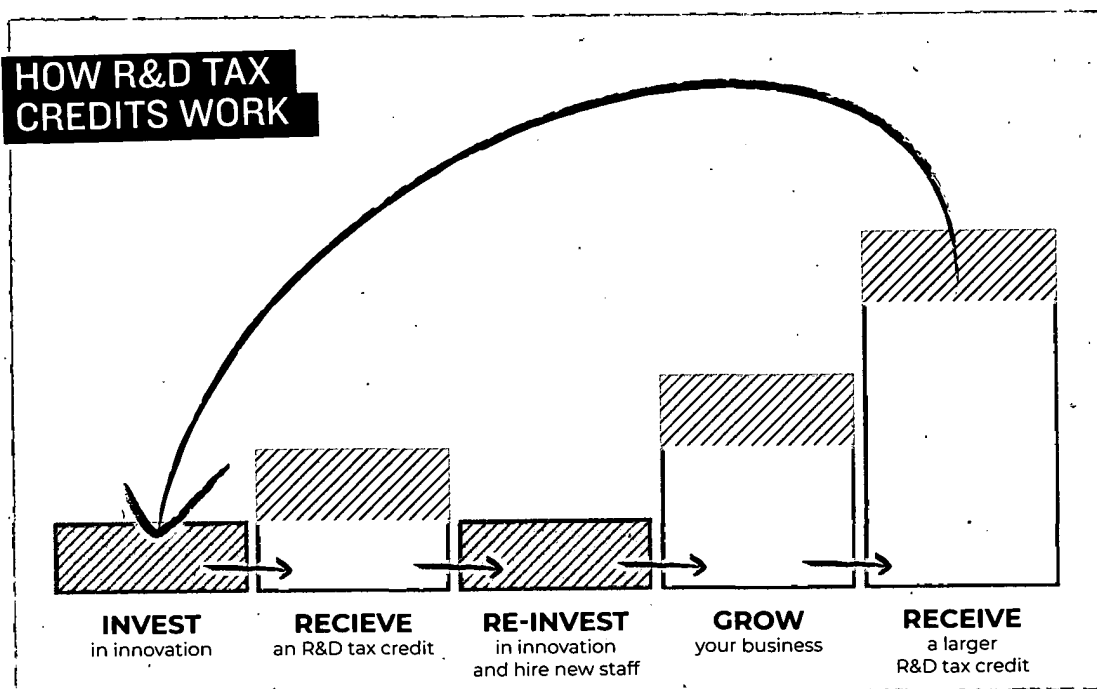 HOW R&D TAX
CREDITS WORK
INVEST
in innovation
RECIEVE
an R&D tax credit
RE-INVEST
in innovation
and hire new staff
GROW
your business
RECEIVE
a larger
R&D tax credit